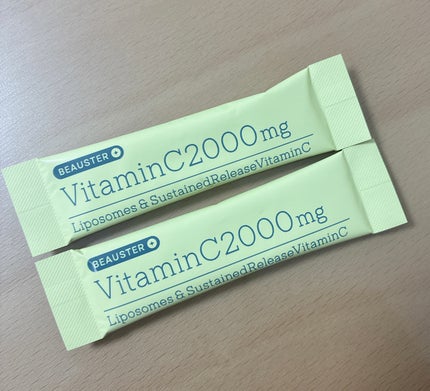 BEAUSTER
VitaminC2000mg
Liposomes & SustainedReleaseVitaminC
BEAUSTER
VitaminC2000mg
Liposomes & SustainedReleaseVitaminC